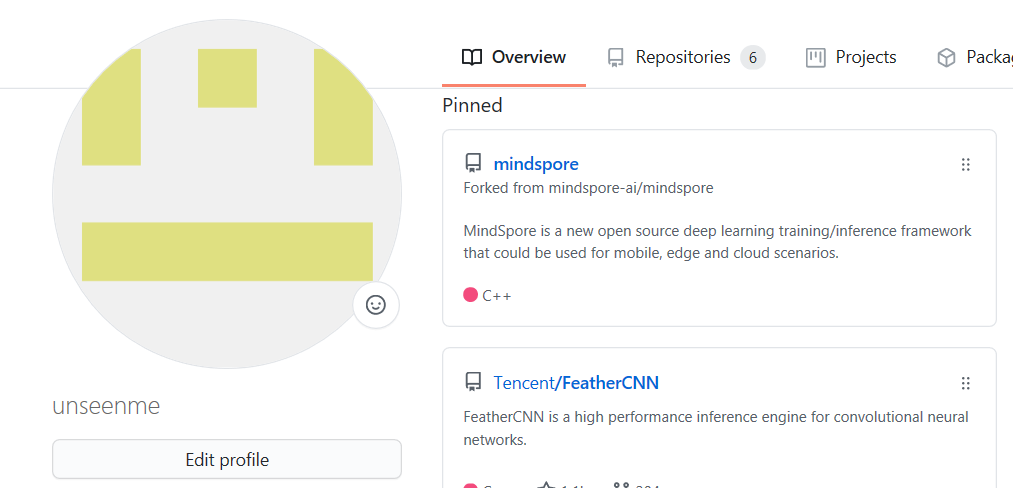 Overview
Repositories 6
Projects
Pinned
mindspore
Forked from mindspore-ai/mindspore
MindSpore is a new open source deep learning training/inference framework
that could be used for mobile, edge and cloud scenarios.
C++
Tencent/FeatherCNN
FeatherCNN is a high performance inference engine for convolutional neural
networks.
unseenme
Edit profile